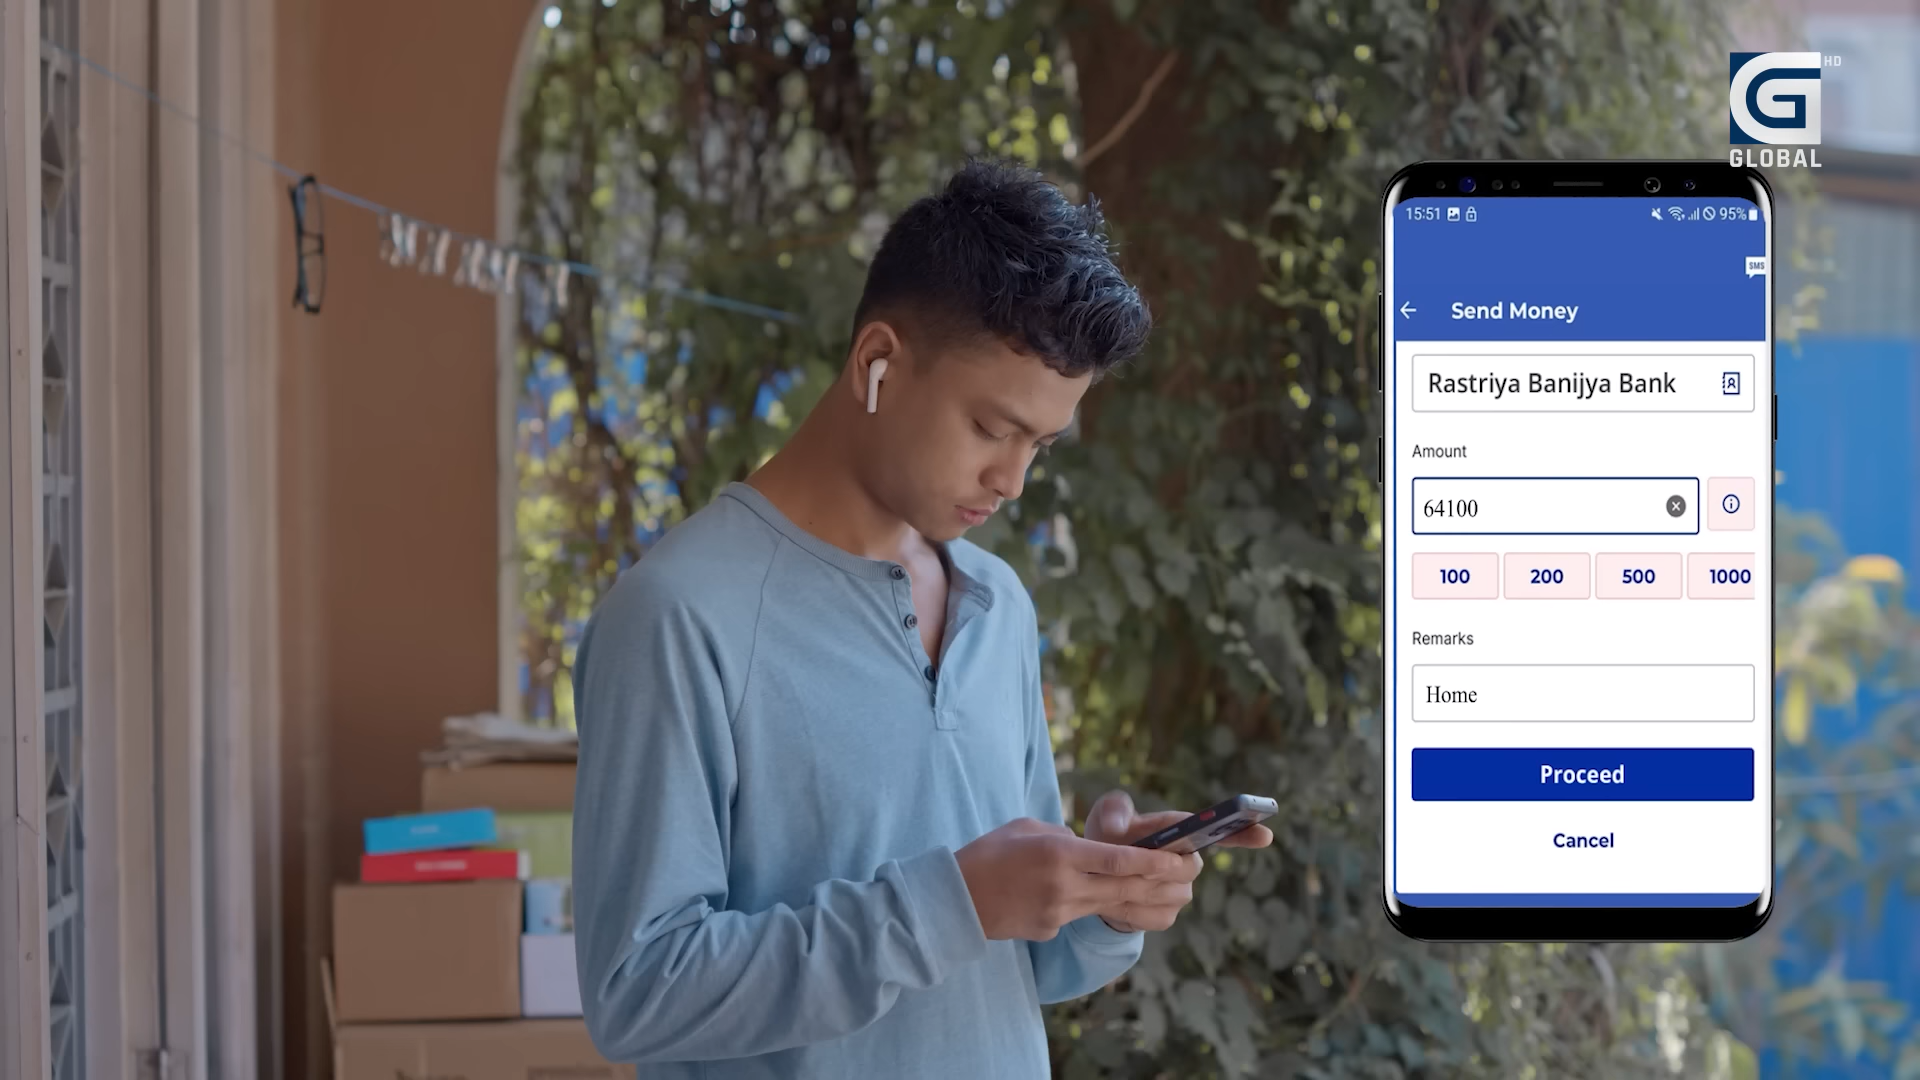 HD
GLOBAL
15:51
95%
SMS
Send Money
Rastriya Banijya Bank
Amount
64100
100 200 500 1000
Remarks
Home
Proceed
Cancel